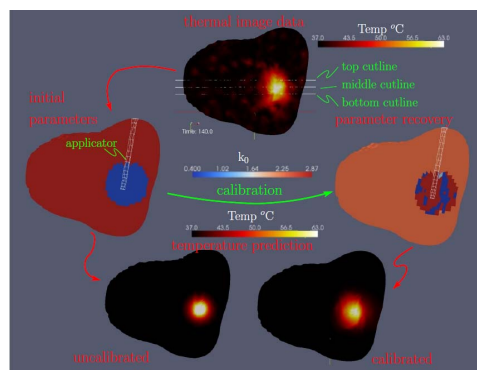 thermal image data
Temp °C
37.0 43.5 50.0 56.5 63.0
top cutline
middle cutline
bottom cutline
initial
parameters
Time: 140.0
parameter recovery
applicator
k0
0.400 1.02 1.64 2.25 2.87
calibration
Temp °C
37.0 43.5 50.0 56.5 63.0
temperature prediction
uncalibrated
calibrated